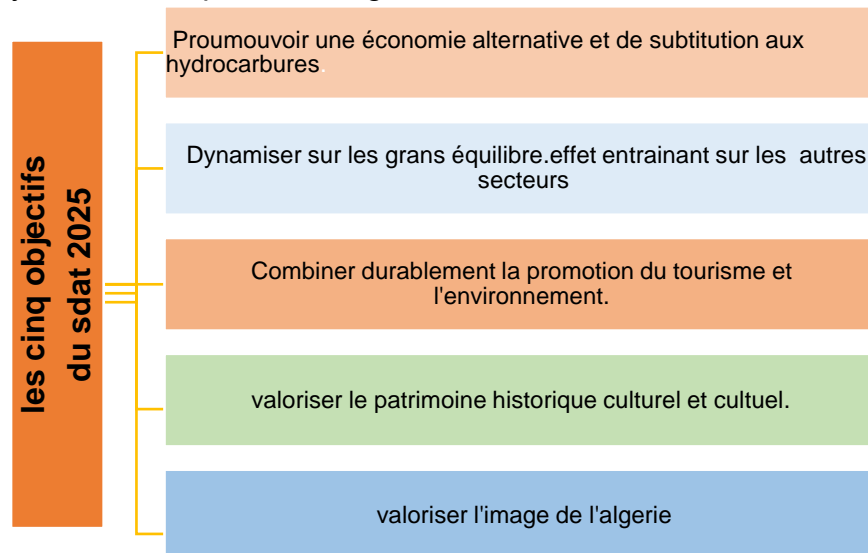 les cinq objectifs
du sdat 2025
Proumouvoir une économie alternative et de subtitution aux
hydrocarbures.
Dynamiser sur les grans équilibre.effet entrainant sur les autres
secteurs
Combiner durablement la promotion du tourisme et
l'environnement.
valoriser le patrimoine historique culturel et cultuel.
valoriser l'image de l'algerie